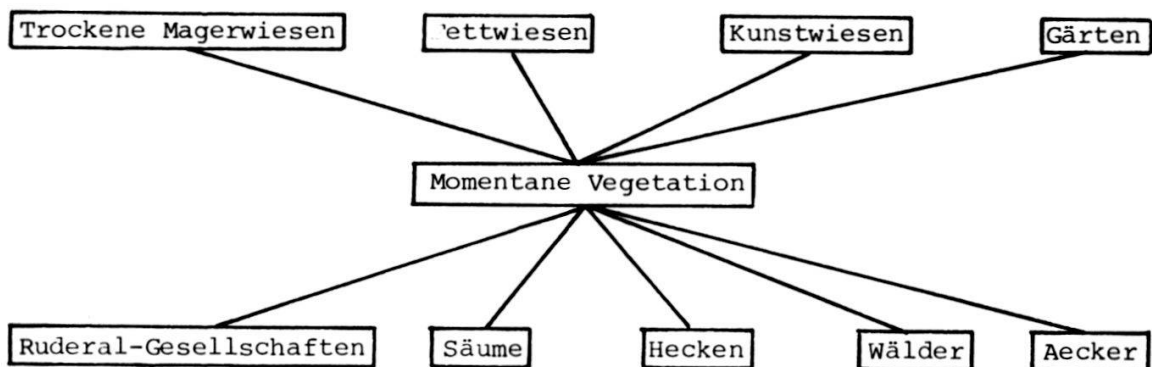 Trockene Magerwiesen
ettwiesen
Kunstwiesen
Gärten
Momentane Vegetation
Ruderal-Gesellschaften
Säume
Hecken
Wälder
Aecker